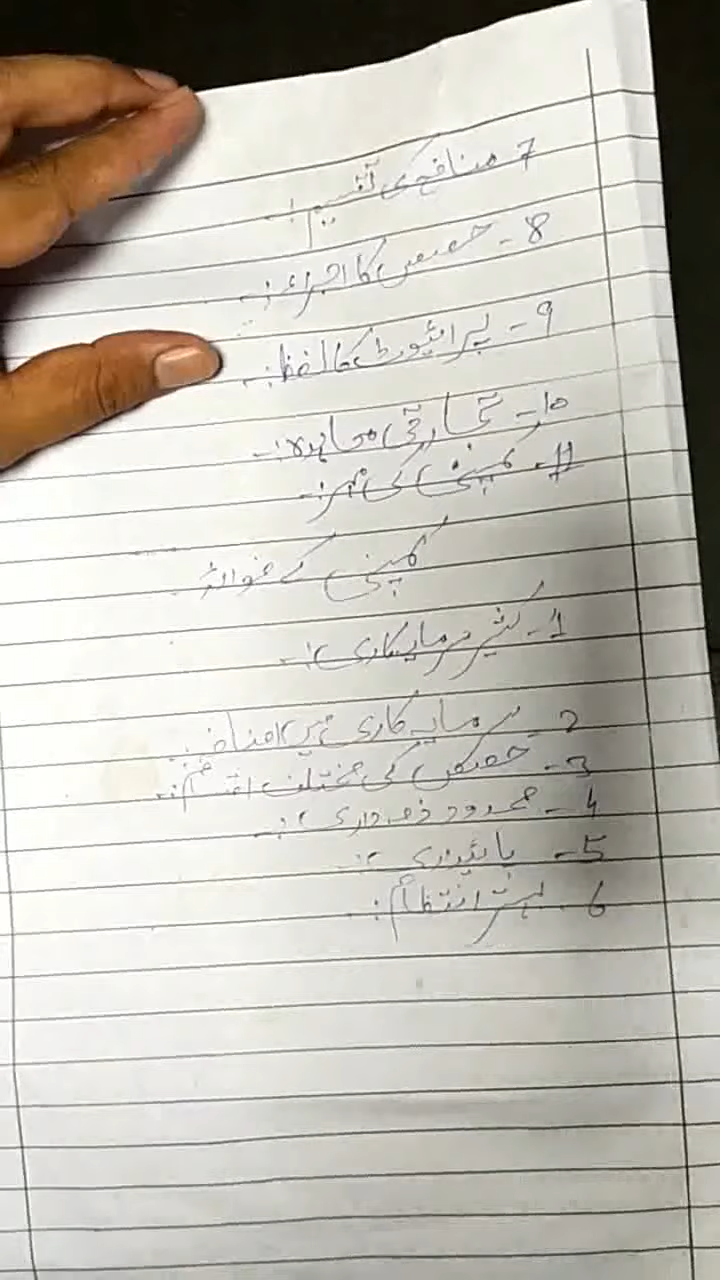 7 منافع کی تقسیم:-
8- حصص کا اجراء:-
9- پرائیوٹ کا لفظ:-
10- تجارتی معاہدہ:-
11- کمپنی کی مہر:-
کمپنی کے فوائد
1- کثیر سرمایہ کاری:-
2- سرمایہ کاری میں اضافہ:-
3- حصص کی مختلف اقسام:-
4- محدود ذمہ داری:-
5- پائیداری:-
6- بہتر انتظام:-